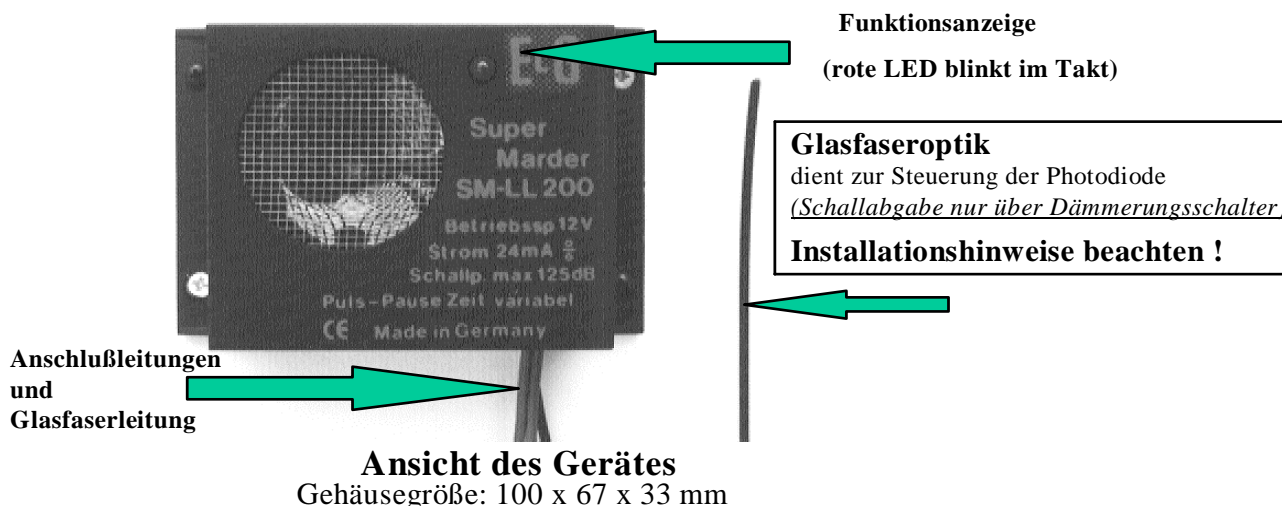 Funktionsanzeige
(rote LED blinkt im Takt)
E&G
Super
Marder
SM-LL 200
Betriebssp 12V
Strom 24mA
Schallp. max 125dB
Puls-Pause Zeit variabel
CE Made in Germany
Glasfaseroptik
dient zur Steuerung der Photodiode
(Schallabgabe nur über Dämmerungsschalter)
Installationshinweise beachten !
Anschlußleitungen
und
Glasfaserleitung
Ansicht des Gerätes
Gehäusegröße: 100 x 67 x 33 mm